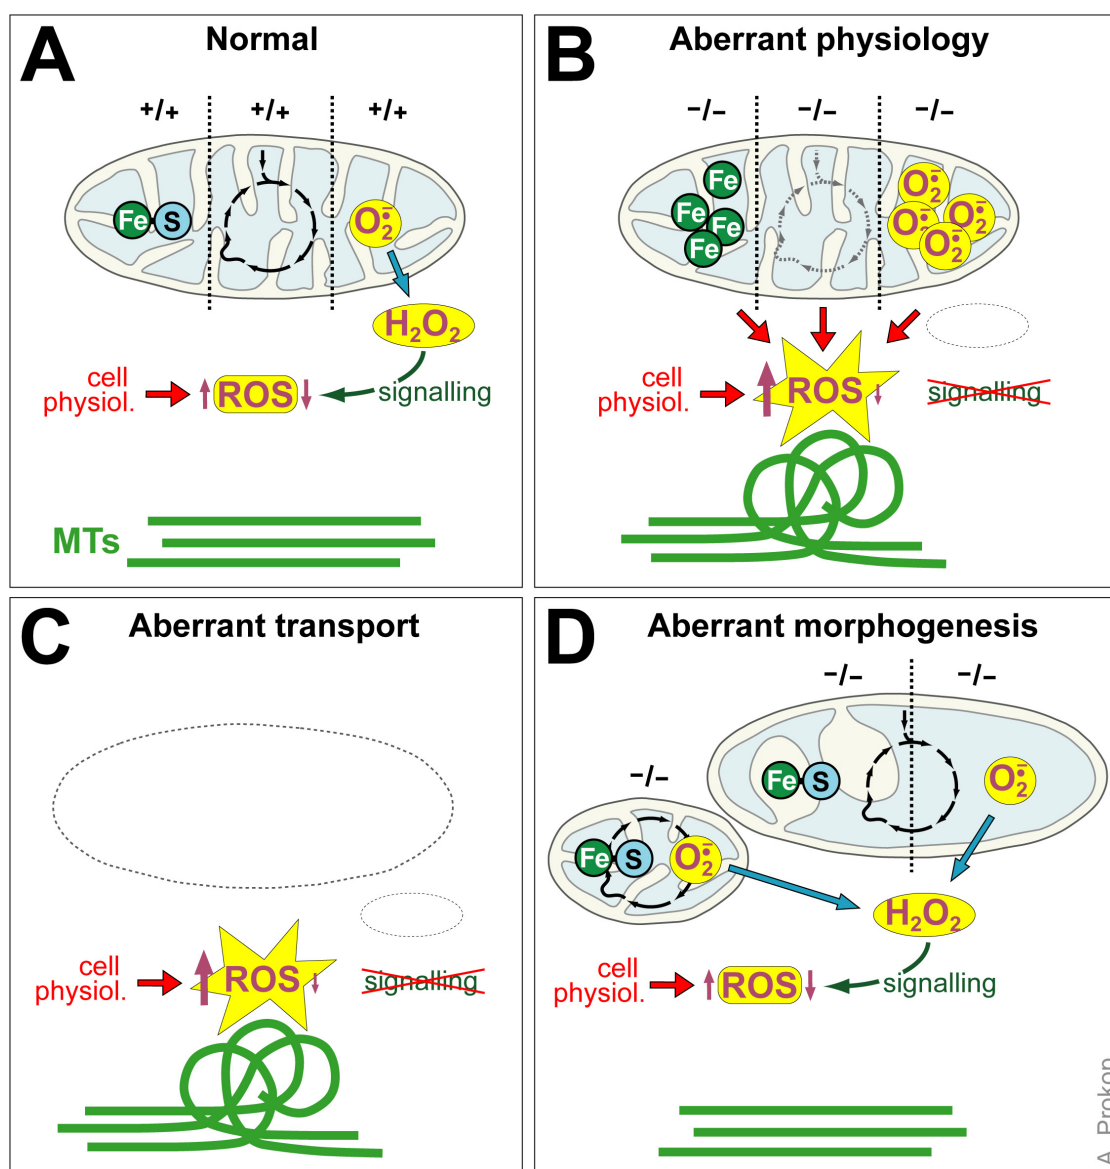 A
Normal
+/+
+/+
+/+
Fe
S
O₂•̄
H₂O₂
cell
physiol.
ROS
signalling
MTs
B
Aberrant physiology
−/−
−/−
−/−
Fe
Fe
Fe
Fe
O₂•̄
O₂•̄
O₂•̄
O₂•̄
cell
physiol.
ROS
signalling
C
Aberrant transport
cell
physiol.
ROS
signalling
D
Aberrant morphogenesis
−/−
−/−
Fe
S
O₂•̄
−/−
Fe
S
O₂•̄
H₂O₂
cell
physiol.
ROS
signalling
A. Prokop